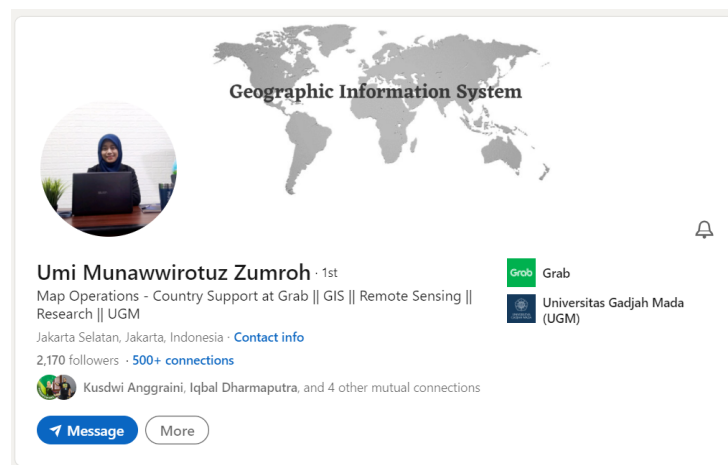 Geographic Information System
Umi Munawwirotuz Zumroh · 1st
Map Operations - Country Support at Grab || GIS || Remote Sensing ||
Research || UGM
Jakarta Selatan, Jakarta, Indonesia · Contact info
2,170 followers · 500+ connections
Kusdwi Anggraini, Iqbal Dharmaputra, and 4 other mutual connections
Message
More
Grab
Grab
Universitas Gadjah Mada
(UGM)